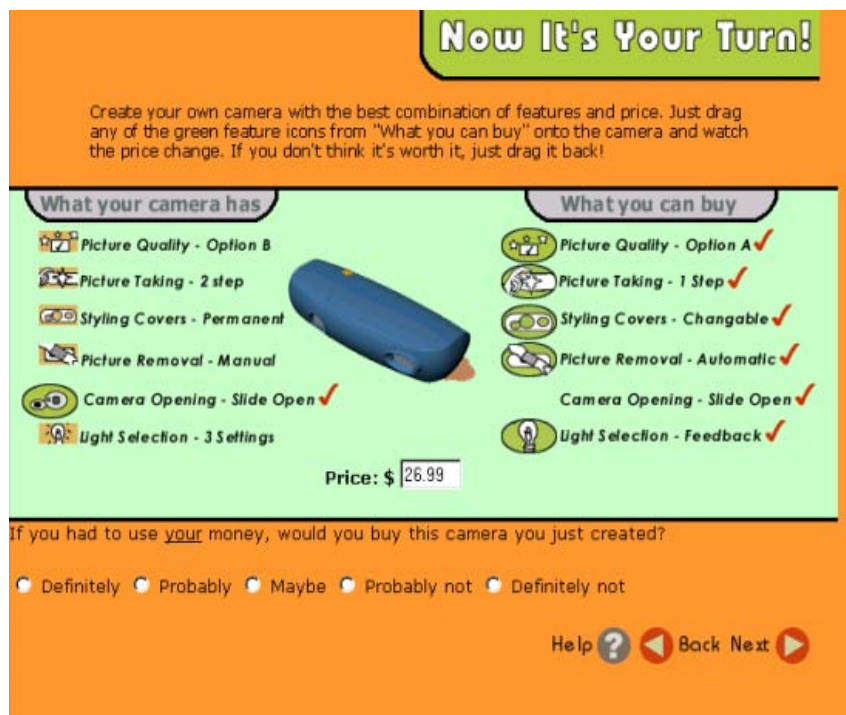 Now It's Your Turn!
Create your own camera with the best combination of features and price. Just drag
any of the green feature icons from "What you can buy" onto the camera and watch
the price change. If you don't think it's worth it, just drag it back!
What your camera has
Picture Quality - Option B
Picture Taking - 2 step
Styling Covers - Permanent
Picture Removal - Manual
Camera Opening - Slide Open
Light Selection - 3 Settings
What you can buy
Picture Quality - Option A
Picture Taking - 1 Step
Styling Covers - Changable
Picture Removal - Automatic
Camera Opening - Slide Open
Light Selection - Feedback
Price: $ 26.99
If you had to use your money, would you buy this camera you just created?
Definitely Probably Maybe Probably not Definitely not
Help ? Back Next